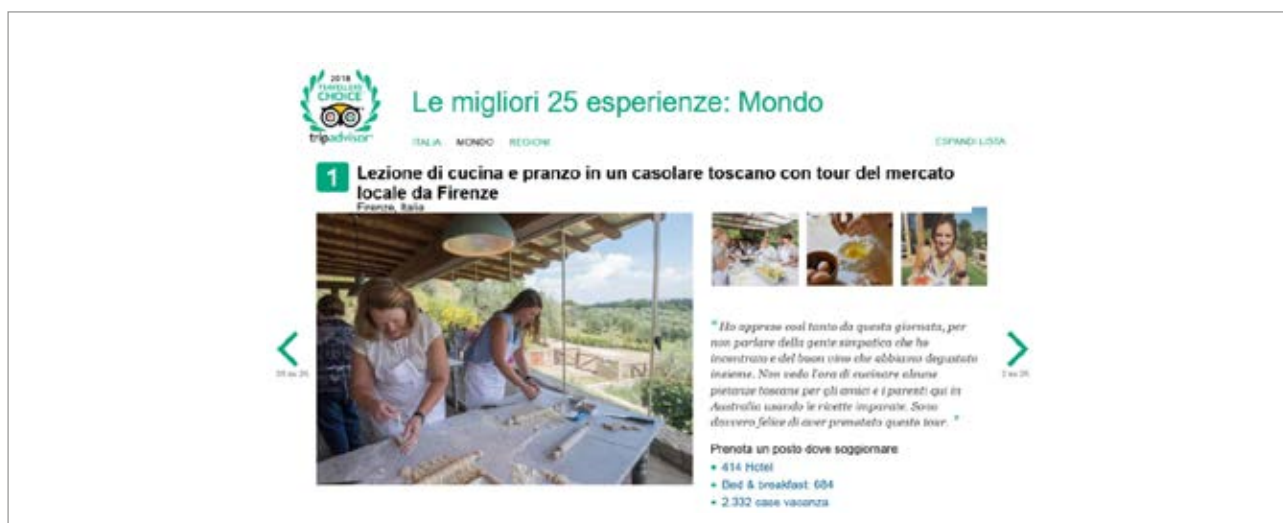 2018
TRAVELLERS'
CHOICE
tripadvisor
Le migliori 25 esperienze: Mondo
ITALIA MONDO REGIONI
ESPANDI LISTA
1
Lezione di cucina e pranzo in un casolare toscano con tour del mercato
locale da Firenze
Firenze, Italia
" Ho appreso così tanto da questa giornata, per
non parlare della gente simpatica che ho
incontrato e del buon vino che abbiamo degustato
insieme. Non vedo l'ora di cucinare alcune
pietanze toscane per gli amici e i parenti qui in
Australia usando le ricette imparate. Sono
davvero felice di aver prenotato questo tour. "
Prenota un posto dove soggiornare
• 414 Hotel
• Bed & breakfast: 684
• 2.332 case vacanza